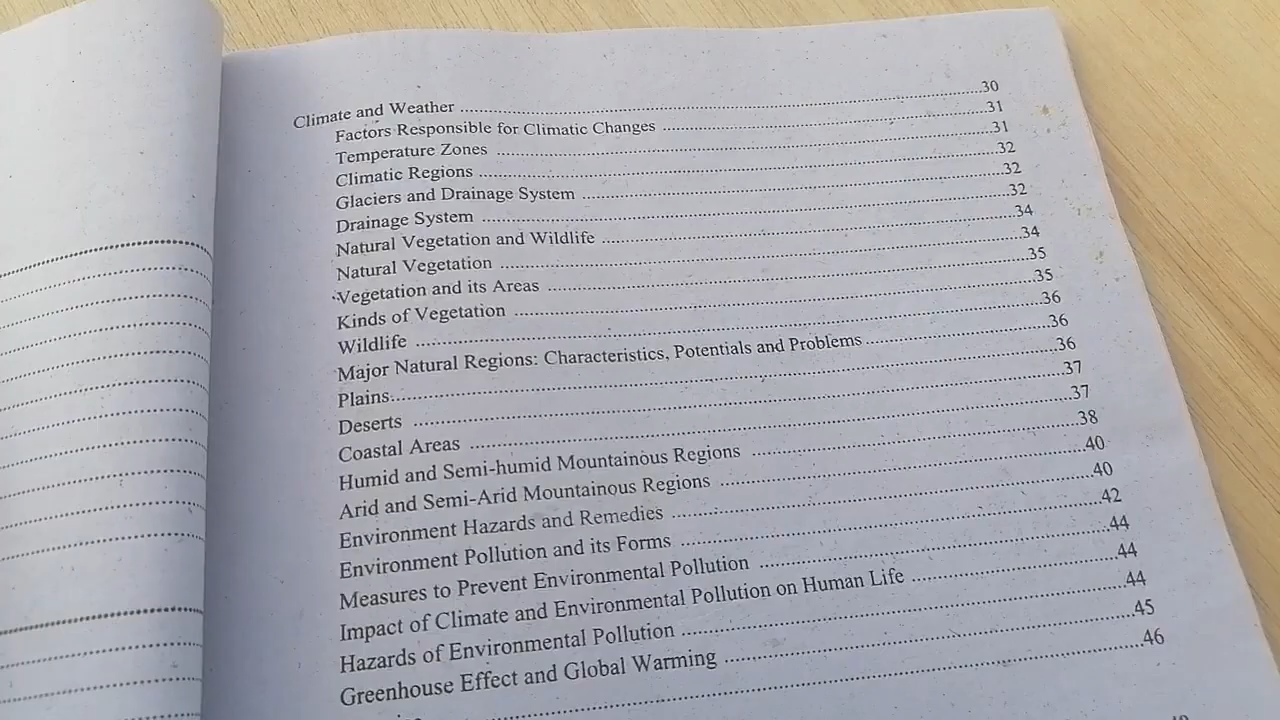 Climate and Weather ........ 30
Factors Responsible for Climatic Changes ........ 31
Temperature Zones ........ 31
Climatic Regions ........ 32
Glaciers and Drainage System ........ 32
Drainage System ........ 32
Natural Vegetation and Wildlife ........ 34
Natural Vegetation ........ 34
Vegetation and its Areas ........ 35
Kinds of Vegetation ........ 35
Wildlife ........ 36
Major Natural Regions: Characteristics, Potentials and Problems ........ 36
Plains ........ 36
Deserts ........ 37
Coastal Areas ........ 37
Humid and Semi-humid Mountainous Regions ........ 38
Arid and Semi-Arid Mountainous Regions ........ 40
Environment Hazards and Remedies ........ 40
Environment Pollution and its Forms ........ 42
Measures to Prevent Environmental Pollution ........ 44
Impact of Climate and Environmental Pollution on Human Life ........ 44
Hazards of Environmental Pollution ........ 44
Greenhouse Effect and Global Warming ........ 45
........ 46